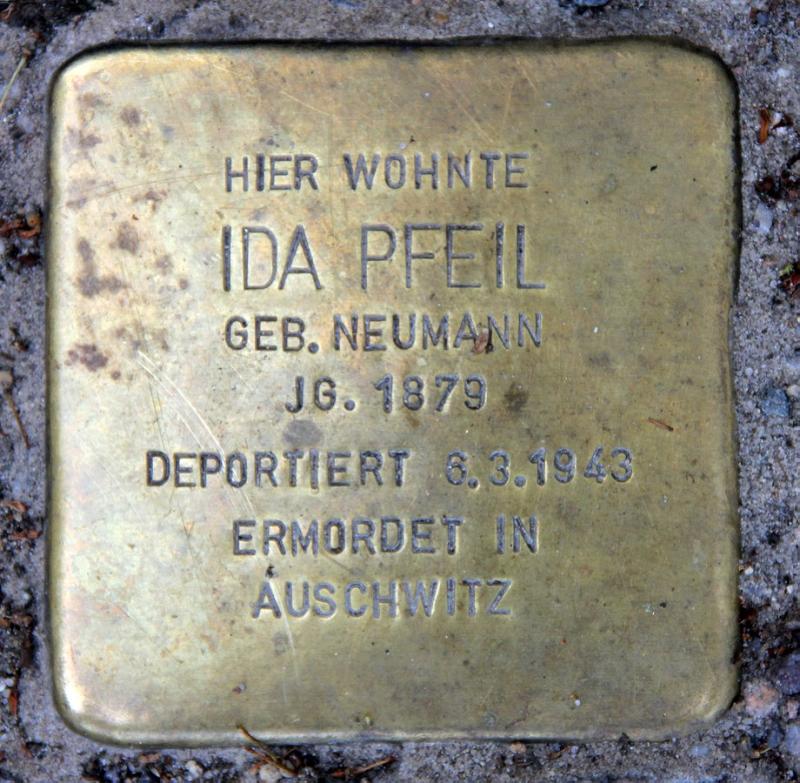 HIER WOHNTE
IDA PFEIL
GEB. NEUMANN
JG. 1879
DEPORTIERT 6.3.1943
ERMORDET IN
AUSCHWITZ